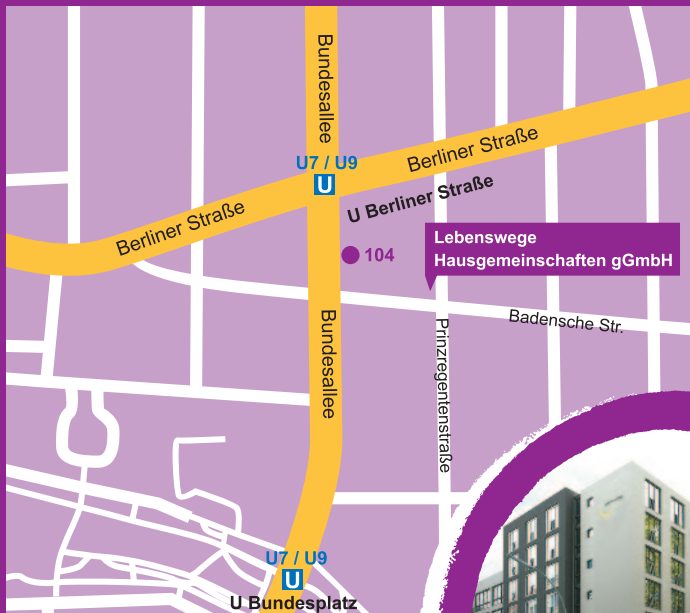 Bundesallee
U7 / U9
U
Berliner Straße
U Berliner Straße
Berliner Straße
Lebenswege
Hausgemeinschaften gGmbH
104
Badensche Str.
Bundesallee
Prinzregentenstraße
U7 / U9
U
U Bundesplatz